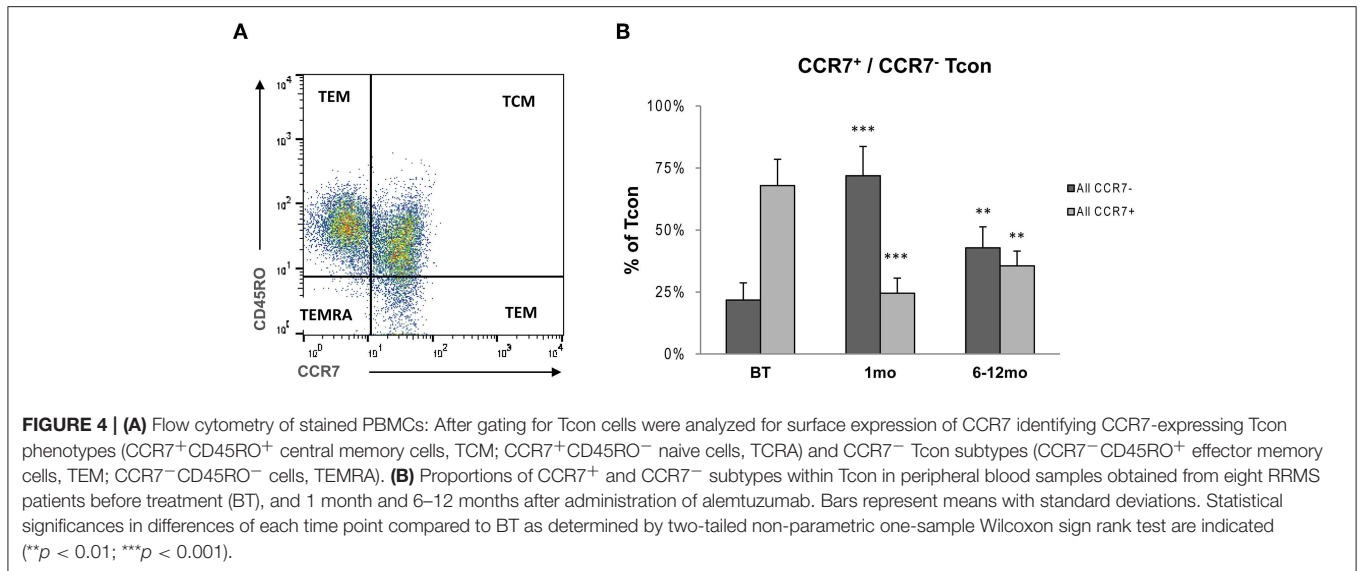 A
B
10⁴
10³
10²
10¹
TEM
TCM
TEMRA
TEM
CD45RO
10⁰ 10¹ 10² 10³ 10⁴
CCR7
CCR7⁺ / CCR7⁻ Tcon
% of Tcon
100%
75%
50%
25%
0%
***
***
**
**
BT 1mo 6-12mo
All CCR7-
All CCR7+
FIGURE 4 | (A) Flow cytometry of stained PBMCs: After gating for Tcon cells were analyzed for surface expression of CCR7 identifying CCR7-expressing Tcon
phenotypes (CCR7⁺CD45RO⁺ central memory cells, TCM; CCR7⁺CD45RO⁻ naive cells, TCRA) and CCR7⁻ Tcon subtypes (CCR7⁻CD45RO⁺ effector memory
cells, TEM; CCR7⁻CD45RO⁻ cells, TEMRA). (B) Proportions of CCR7⁺ and CCR7⁻ subtypes within Tcon in peripheral blood samples obtained from eight RRMS
patients before treatment (BT), and 1 month and 6–12 months after administration of alemtuzumab. Bars represent means with standard deviations. Statistical
significances in differences of each time point compared to BT as determined by two-tailed non-parametric one-sample Wilcoxon sign rank test are indicated
(**p < 0.01; ***p < 0.001).